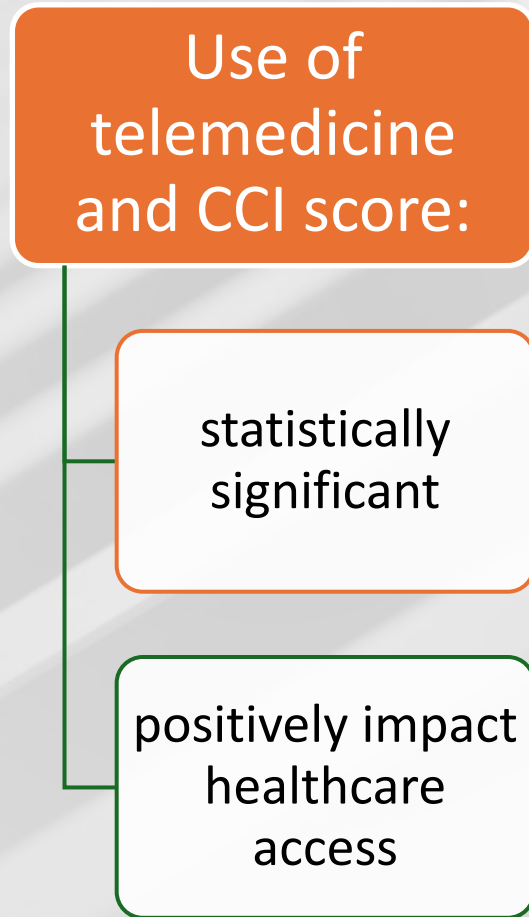 Use of
telemedicine
and CCI score:
statistically
significant
positively impact
healthcare
access